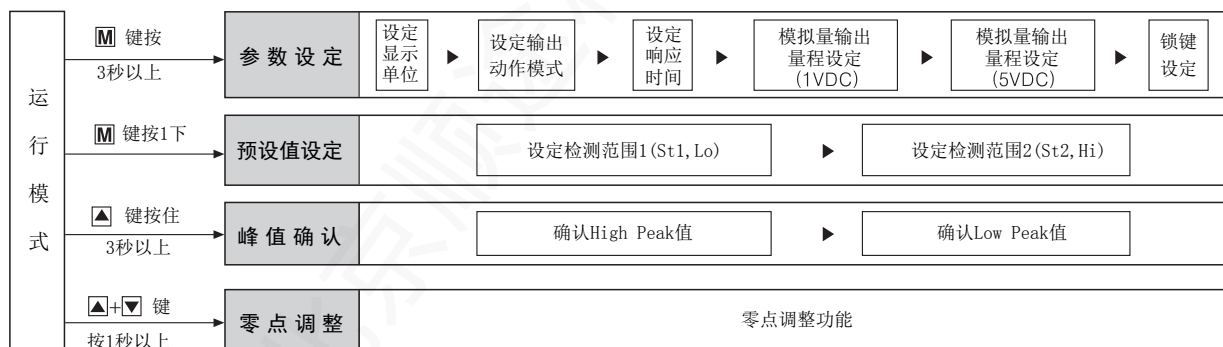 运行模式
M 键按
3秒以上
参数设定
设定
显示
单位
▶
设定输出
动作模式
▶
设定
响应
时间
▶
模拟量输出
量程设定
(1VDC)
▶
模拟量输出
量程设定
(5VDC)
▶
锁键
设定
M 键按1下
预设值设定
设定检测范围1(St1,Lo)
▶
设定检测范围2(St2,Hi)
▲ 键按住
3秒以上
峰值确认
确认High Peak值
▶
确认Low Peak值
▲+▼ 键
按1秒以上
零点调整
零点调整功能